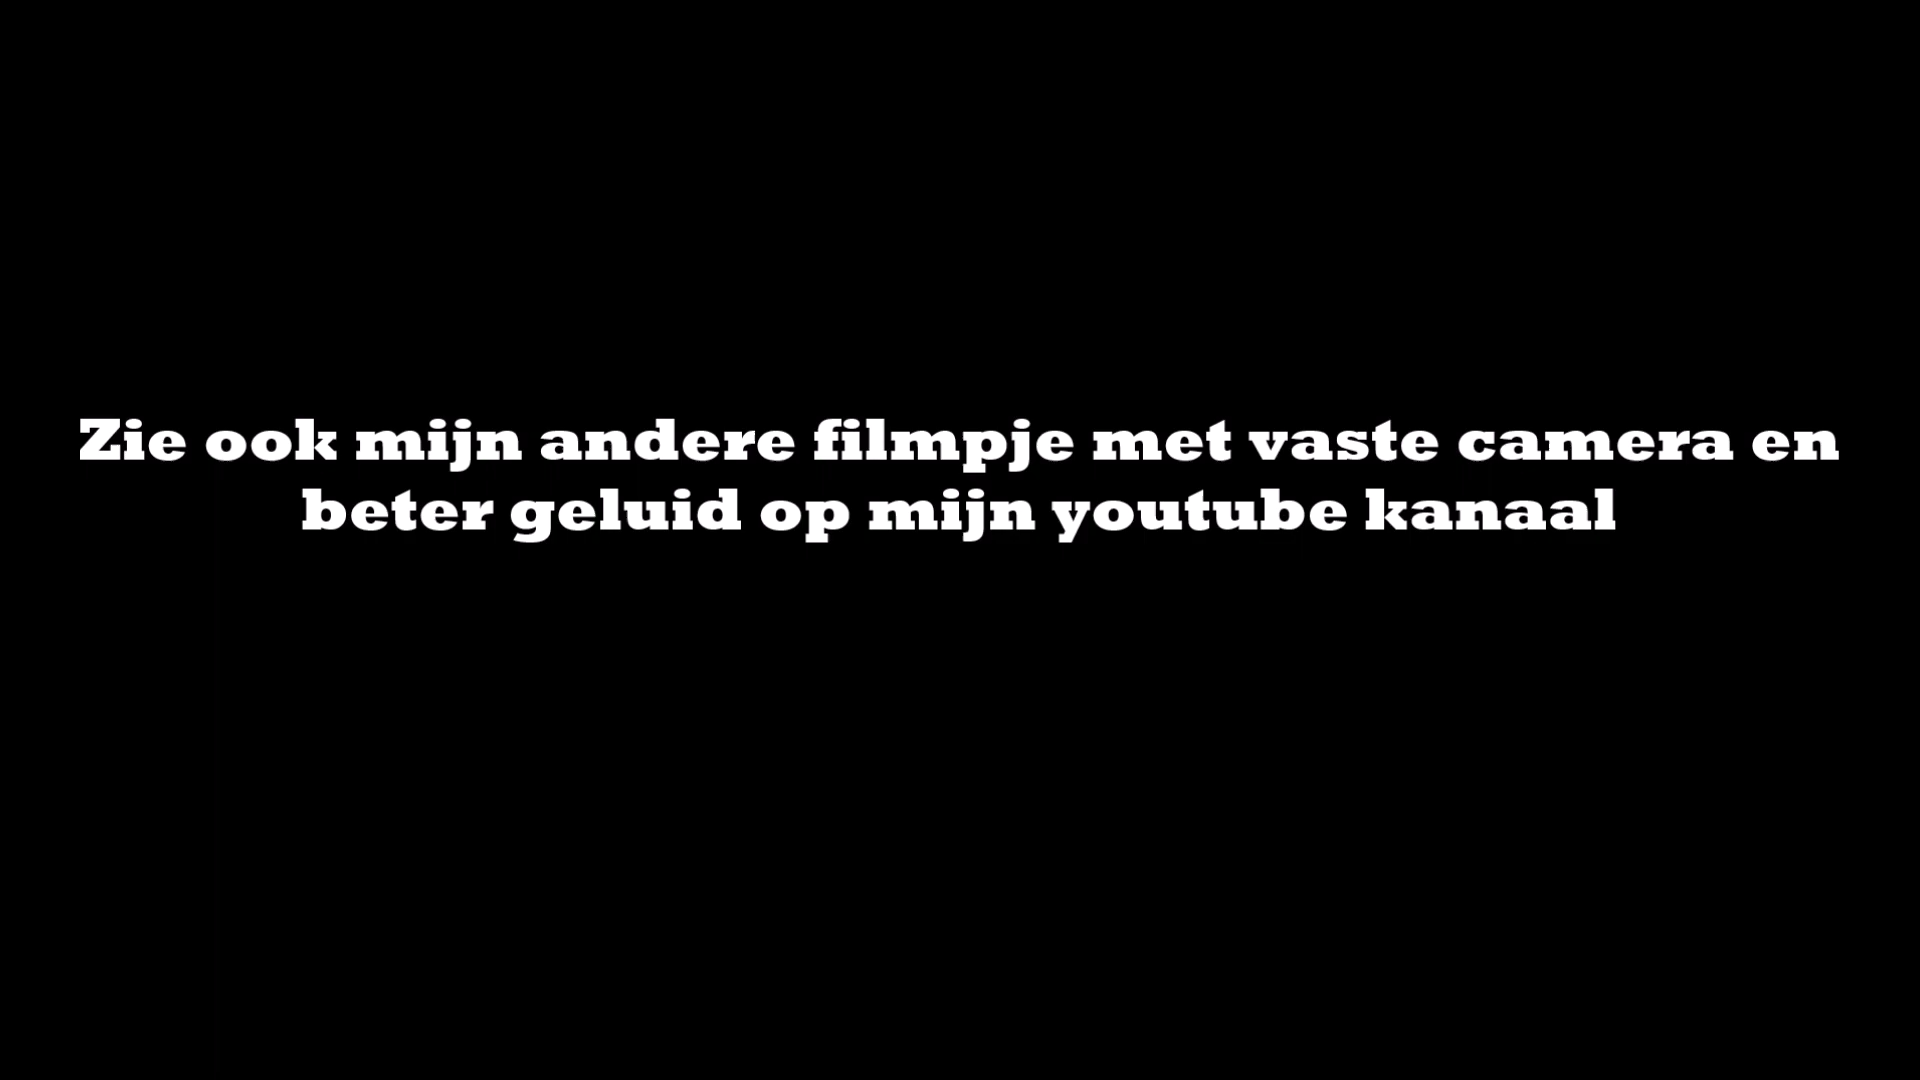 Zie ook mijn andere filmpje met vaste camera en
beter geluid op mijn youtube kanaal